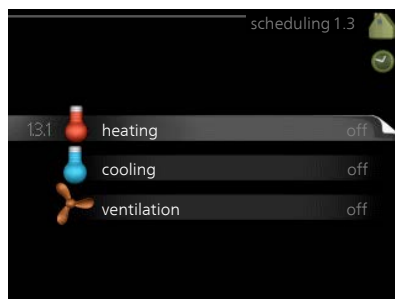 scheduling 1.3
1.3.1 heating off
cooling off
ventilation off